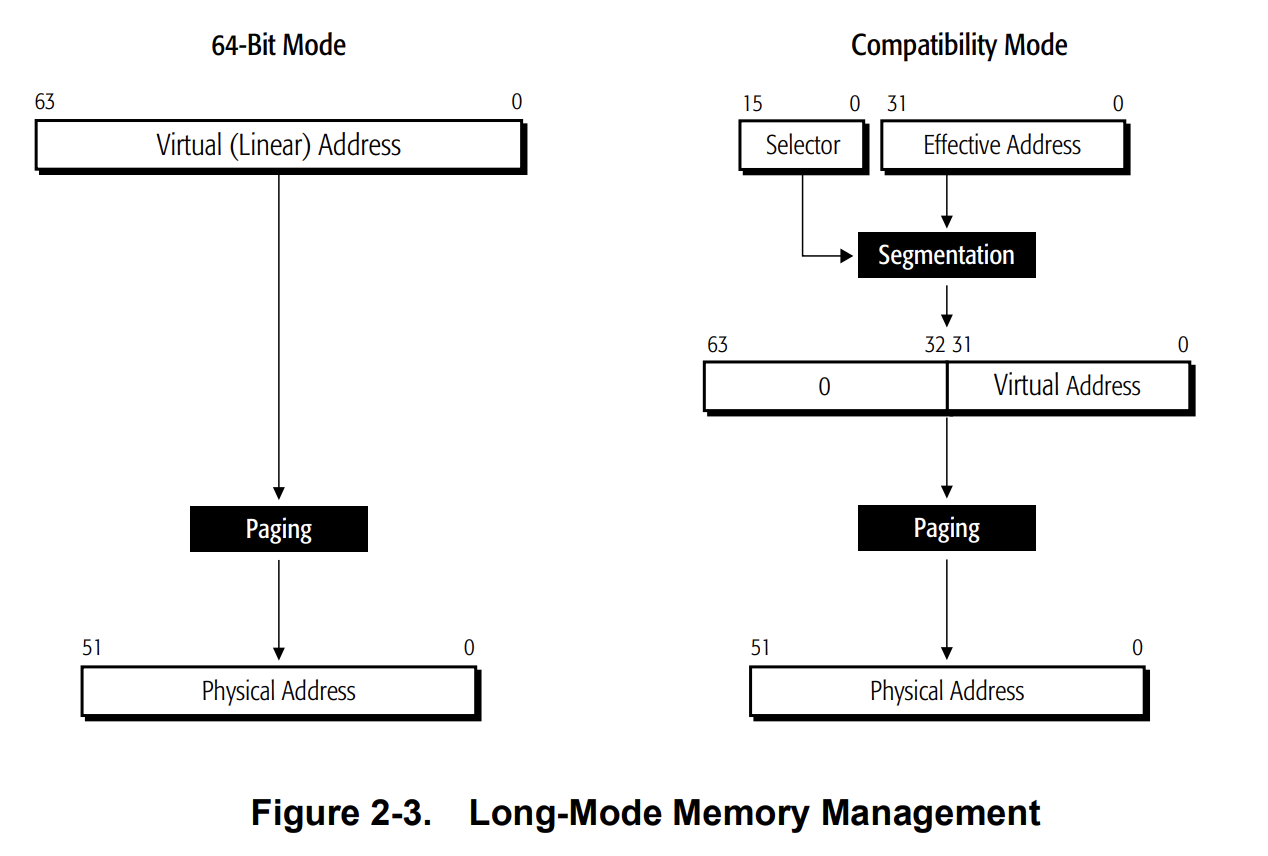 64-Bit Mode
63 0
Virtual (Linear) Address
Paging
51 0
Physical Address
Compatibility Mode
15 0 31 0
Selector Effective Address
Segmentation
63 32 31 0
0 Virtual Address
Paging
51 0
Physical Address
Figure 2-3. Long-Mode Memory Management